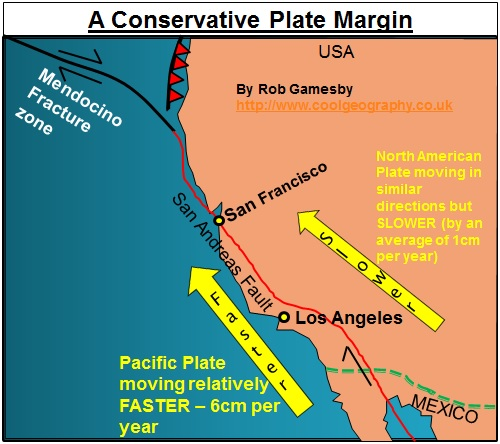 A Conservative Plate Margin
USA
Mendocino
Fracture
zone
By Rob Gamesby
http://www.coolgeography.co.uk
North American
Plate moving in
similar
directions but
SLOWER (by an
average of 1cm
per year)
San Francisco
San Andreas Fault
Slower
Faster
Los Angeles
Pacific Plate
moving relatively
FASTER – 6cm per
year
MEXICO